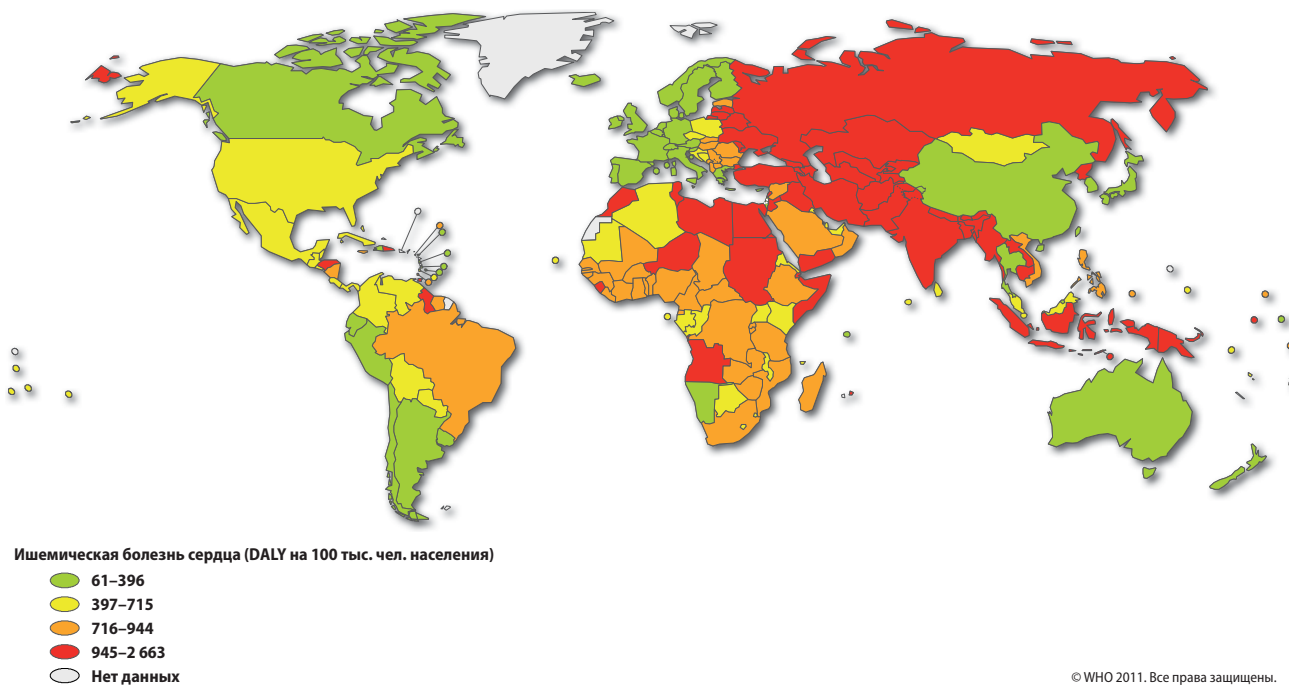 Ишемическая болезнь сердца (DALY на 100 тыс. чел. населения)
61–396
397–715
716–944
945–2 663
Нет данных
© WHO 2011. Все права защищены.